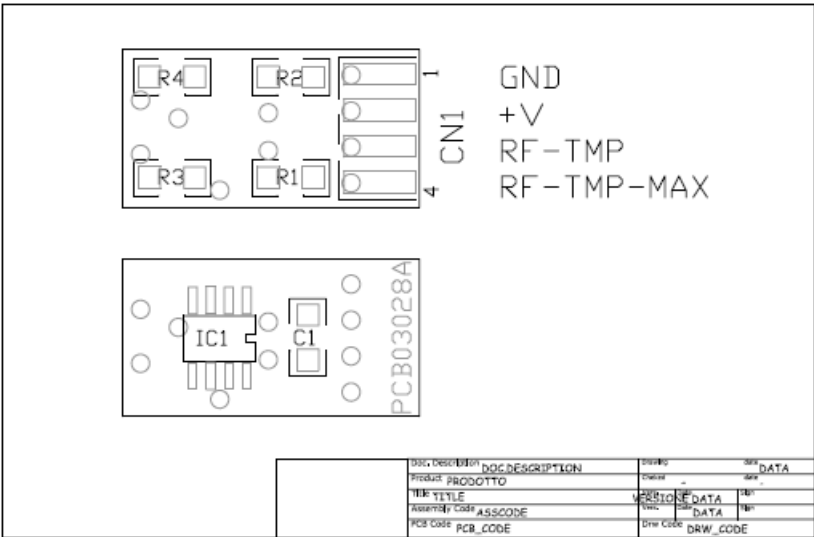 R4 R2 1 GND
+V
CN1
RF-TMP
R3 R1 4 RF-TMP-MAX
IC1 C1 PCB03028A
Doc. Description DOC.DESCRIPTION Drawing date DATA
Product PRODOTTO Checked - date -
Title TITLE VERSIONE DATA Sign
Assembly Code ASSCODE Vers. Date DATA Sign
PCB Code PCB_CODE Drw Code DRW_CODE